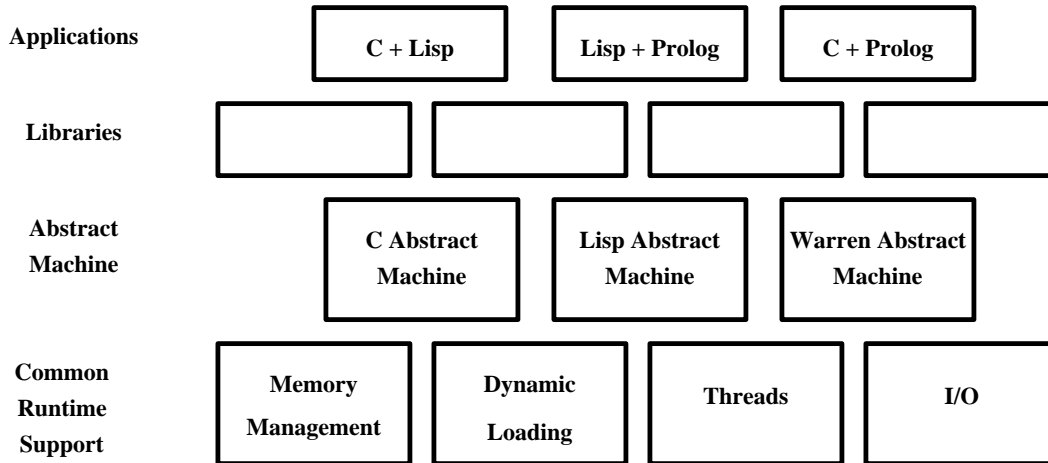 Applications
C + Lisp
Lisp + Prolog
C + Prolog
Libraries
Abstract
Machine
C Abstract
Machine
Lisp Abstract
Machine
Warren Abstract
Machine
Common
Runtime
Support
Memory
Management
Dynamic
Loading
Threads
I/O